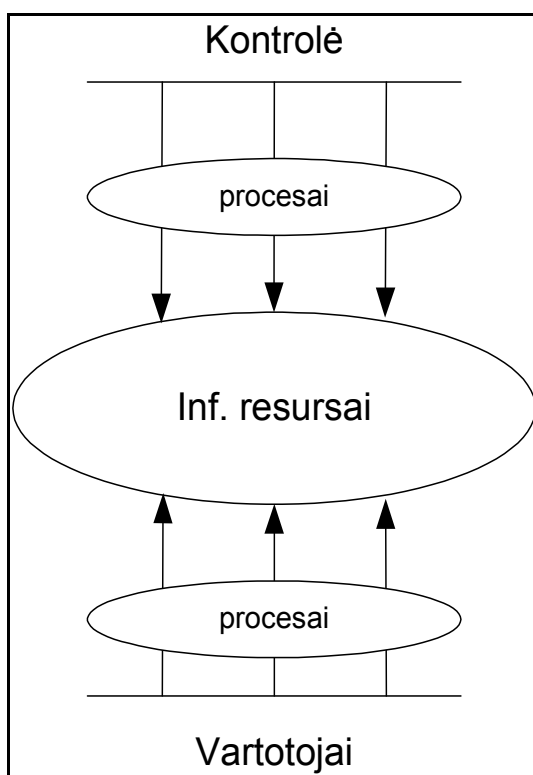 Kontrolė
procesai
Inf. resursai
procesai
Vartotojai